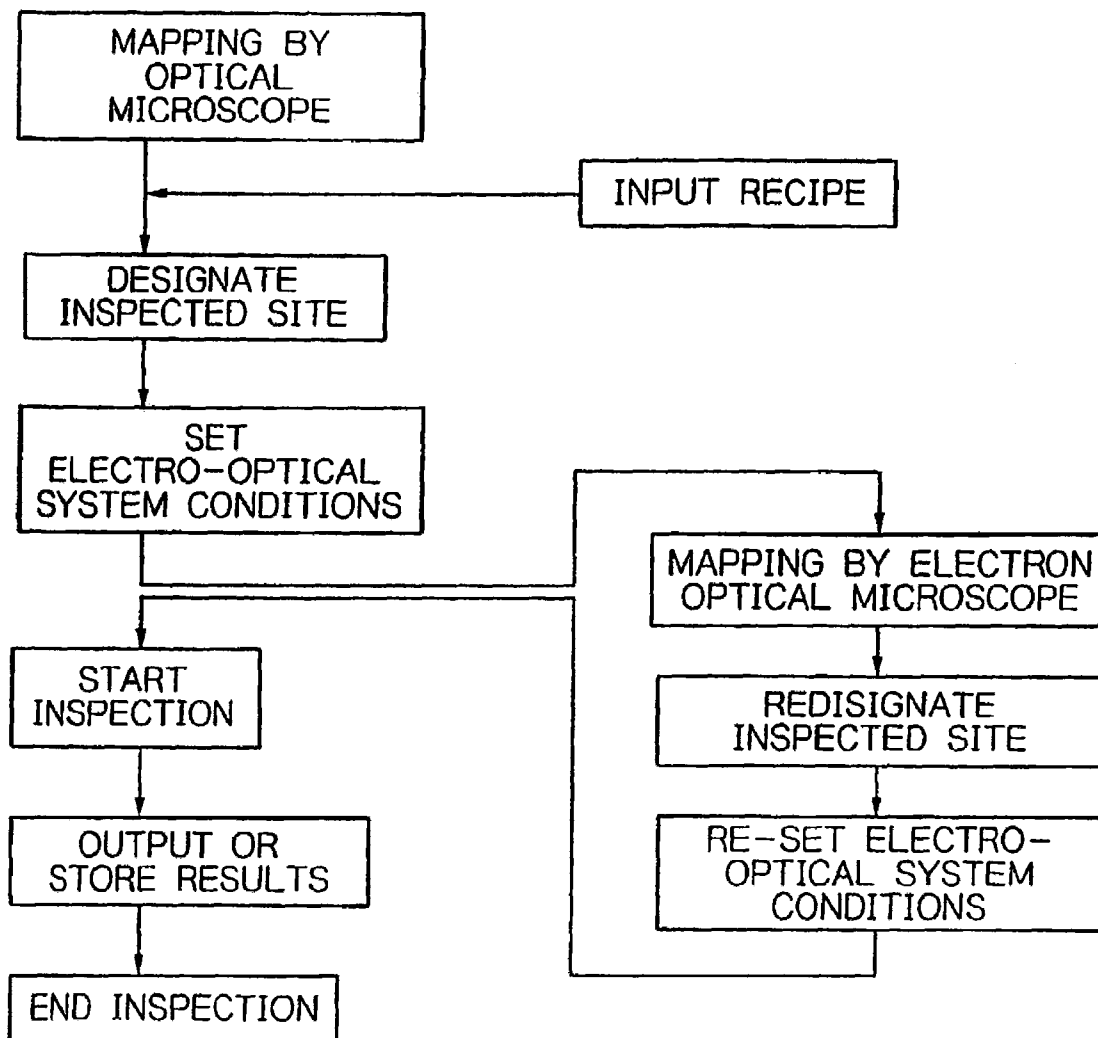 MAPPING BY
OPTICAL
MICROSCOPE
INPUT RECIPE
DESIGNATE
INSPECTED SITE
SET
ELECTRO-OPTICAL
SYSTEM CONDITIONS
MAPPING BY ELECTRON
OPTICAL MICROSCOPE
REDISIGNATE
INSPECTED SITE
RE-SET ELECTRO-
OPTICAL SYSTEM
CONDITIONS
START
INSPECTION
OUTPUT OR
STORE RESULTS
END INSPECTION